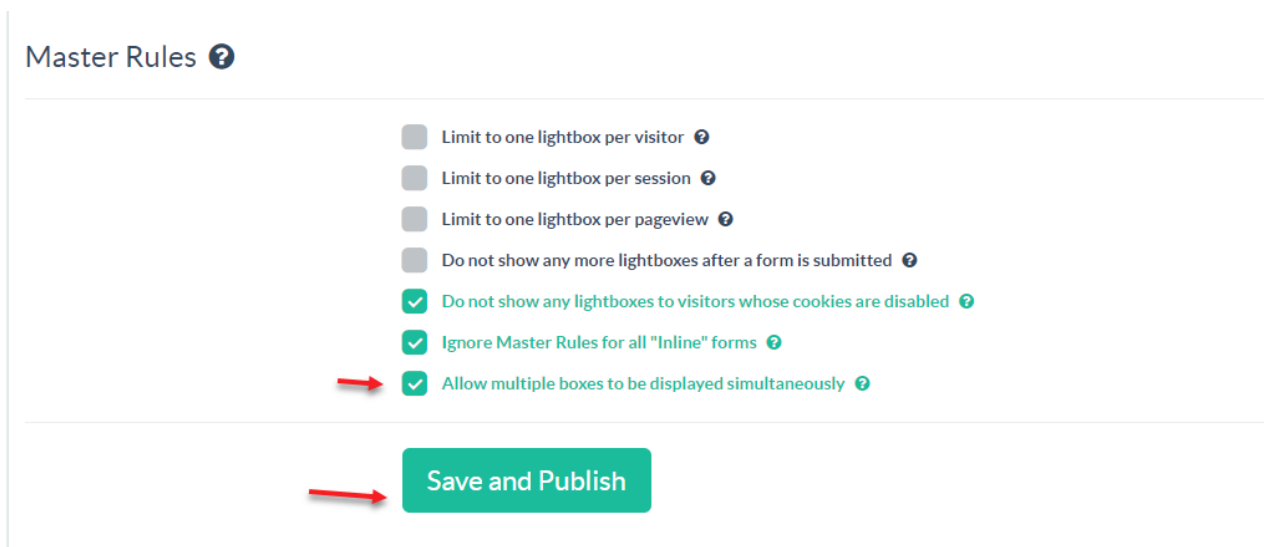 Master Rules
Limit to one lightbox per visitor
Limit to one lightbox per session
Limit to one lightbox per pageview
Do not show any more lightboxes after a form is submitted
Do not show any lightboxes to visitors whose cookies are disabled
Ignore Master Rules for all "Inline" forms
Allow multiple boxes to be displayed simultaneously
Save and Publish